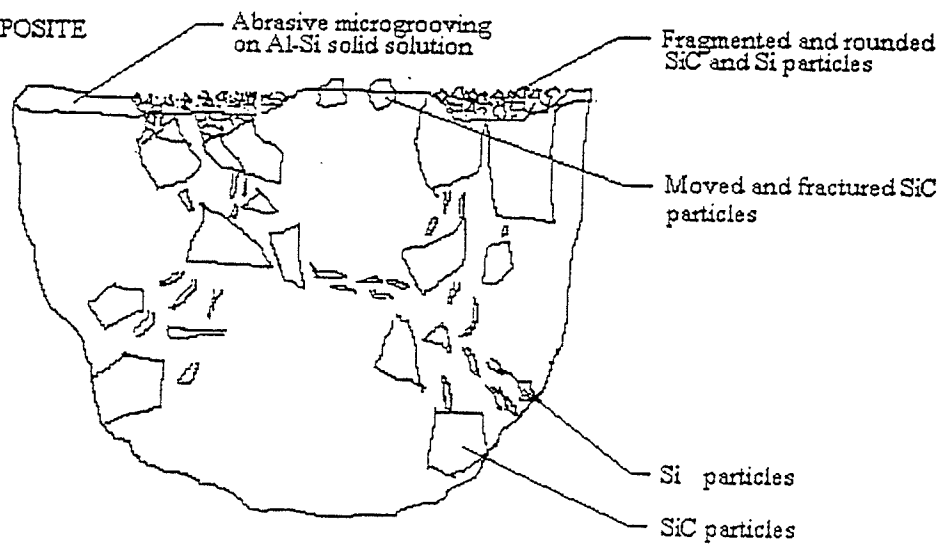 POSITE
Abrasive microgrooving
on Al-Si solid solution
Fragmented and rounded
SiC and Si particles
Moved and fractured SiC
particles
Si particles
SiC particles